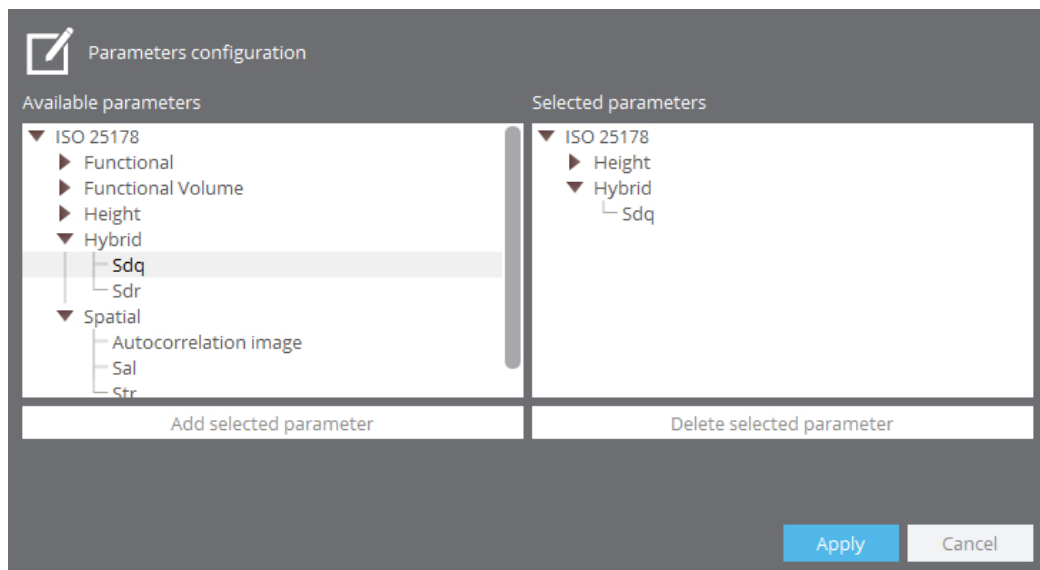 Parameters configuration
Available parameters
ISO 25178
Functional
Functional Volume
Height
Hybrid
Sdq
Sdr
Spatial
Autocorrelation image
Sal
Str
Add selected parameter
Selected parameters
ISO 25178
Height
Hybrid
Sdq
Delete selected parameter
Apply
Cancel